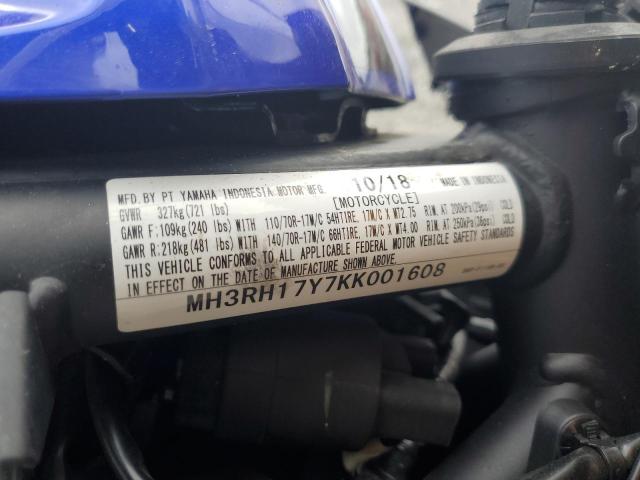 MFD. BY PT YAMAHA INDONESIA MOTOR MFG. 10/18 MADE IN INDONESIA
GVWR 327kg(721 lbs) [MOTORCYCLE]
GAWR F:109kg(240 lbs) WITH 110/70R-17M/C 54HTIRE, 17M/C X MT2.75 RIM, AT 200kPa(29psi) COLD
GAWR R:218kg(481 lbs) WITH 140/70R-17M/C 66HTIRE, 17M/C X MT4.00 RIM, AT 250kPa(36psi) COLD
THIS VEHICLE CONFORMS TO ALL APPLICABLE FEDERAL MOTOR VEHICLE SAFETY STANDARDS
IN EFFECT ON THE DATE OF MANUFACTURE SHOWN ABOVE.
MH3RH17Y7KK001608